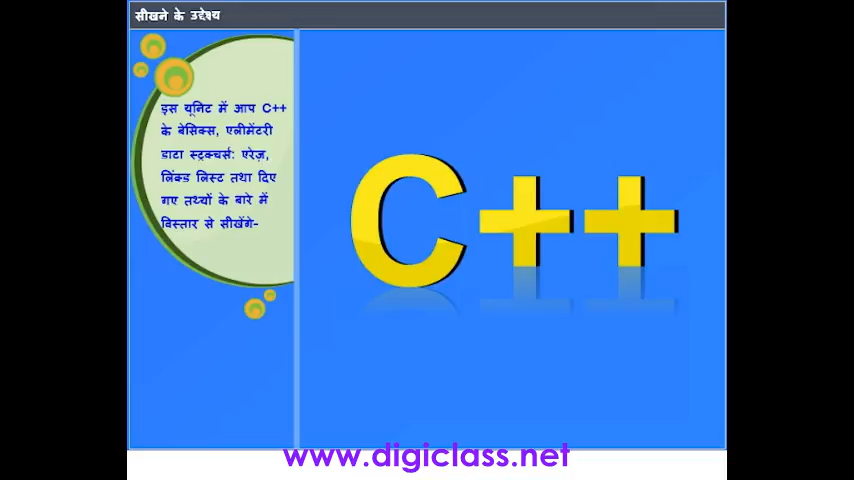 सीखने के उद्देश्य
इस यूनिट में आप C++
के बेसिक्स, एलीमेंटरी
डाटा स्ट्रक्चर्स: एरेज़,
लिंक्ड लिस्ट तथा दिए
गए तथ्यों के बारे में
विस्तार से सीखेंगे-
C++
www.digiclass.net